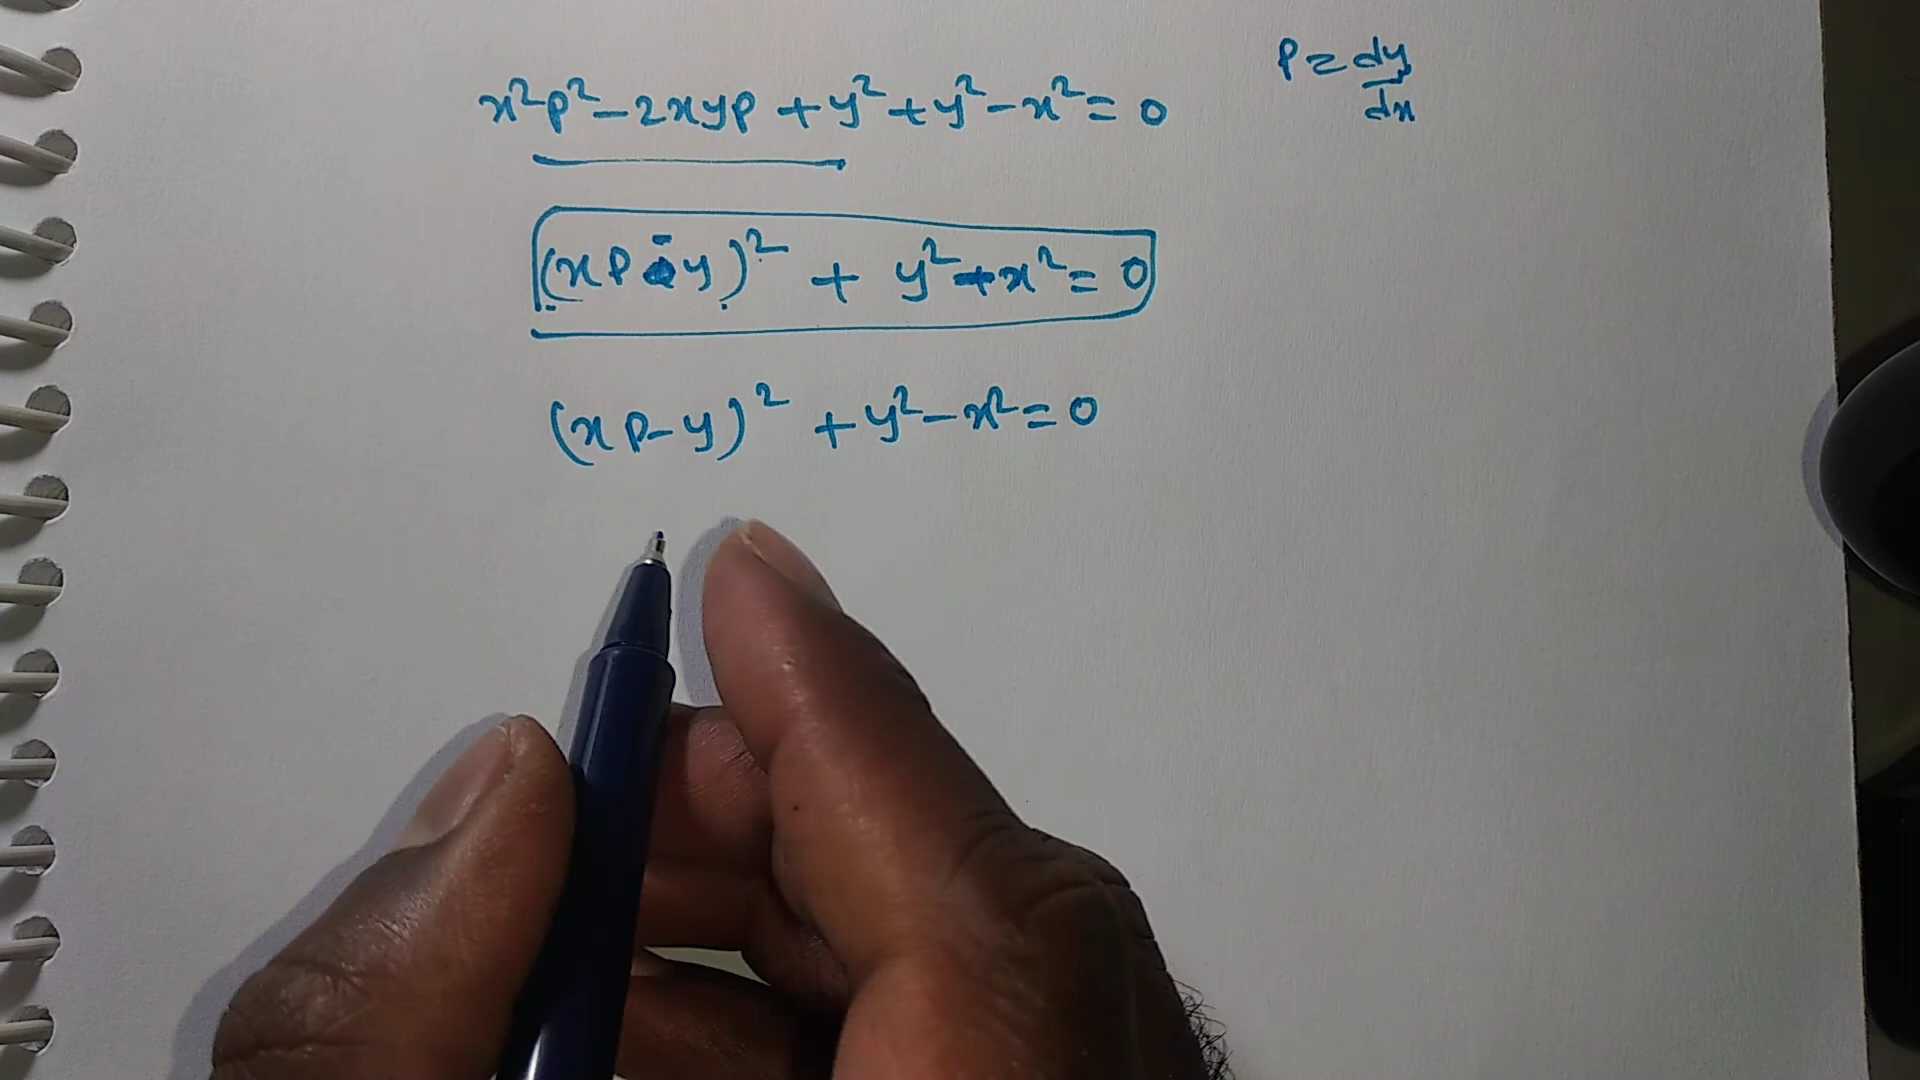 x²p² - 2xyp + y² + y² - x² = 0
p = dy/dx
(xp - y)² + y² - x² = 0
(xp - y)² + y² - x² = 0